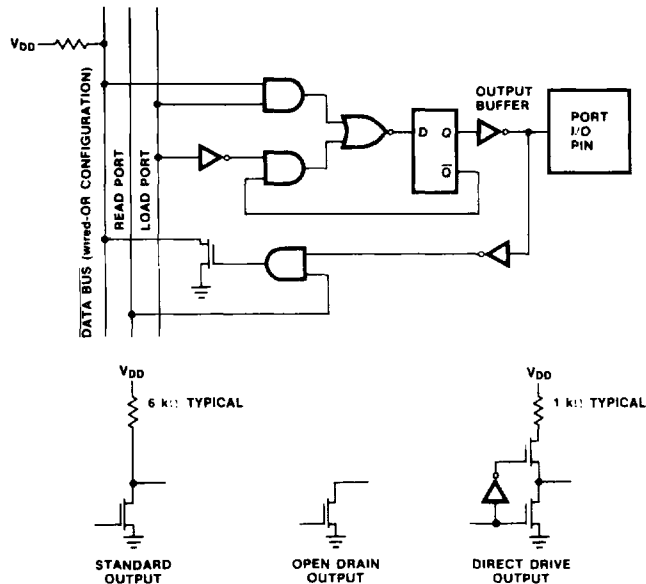 VDD
DATA BUS (wired-OR CONFIGURATION)
READ PORT
LOAD PORT
D Q
Q
OUTPUT
BUFFER
PORT
I/O
PIN
VDD
6 kΩ TYPICAL
STANDARD
OUTPUT
OPEN DRAIN
OUTPUT
VDD
1 kΩ TYPICAL
DIRECT DRIVE
OUTPUT